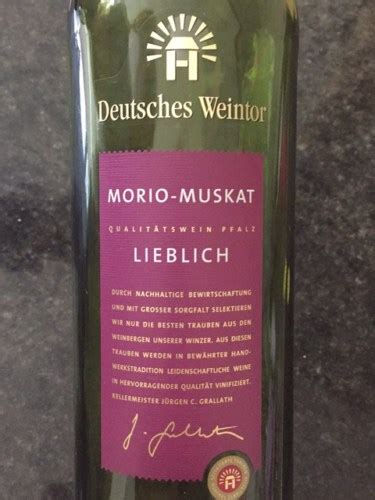 Deutsches Weintor
MORIO-MUSKAT
QUALITÄTSWEIN PFALZ
LIEBLICH
DURCH NACHHALTIGE BEWIRTSCHAFTUNG
UND MIT GROSSER SORGFALT SELEKTIEREN
WIR NUR DIE BESTEN TRAUBEN AUS DEN
WEINBERGEN UNSERER WINZER. AUS DIESEN
TRAUBEN WERDEN IN BEWÄHRTER HAND-
WERKSTRADITION LEIDENSCHAFTLICHE WEINE
IN HERVORRAGENDER QUALITÄT VINIFIZIERT.
KELLERMEISTER JÜRGEN C. GRALLATH